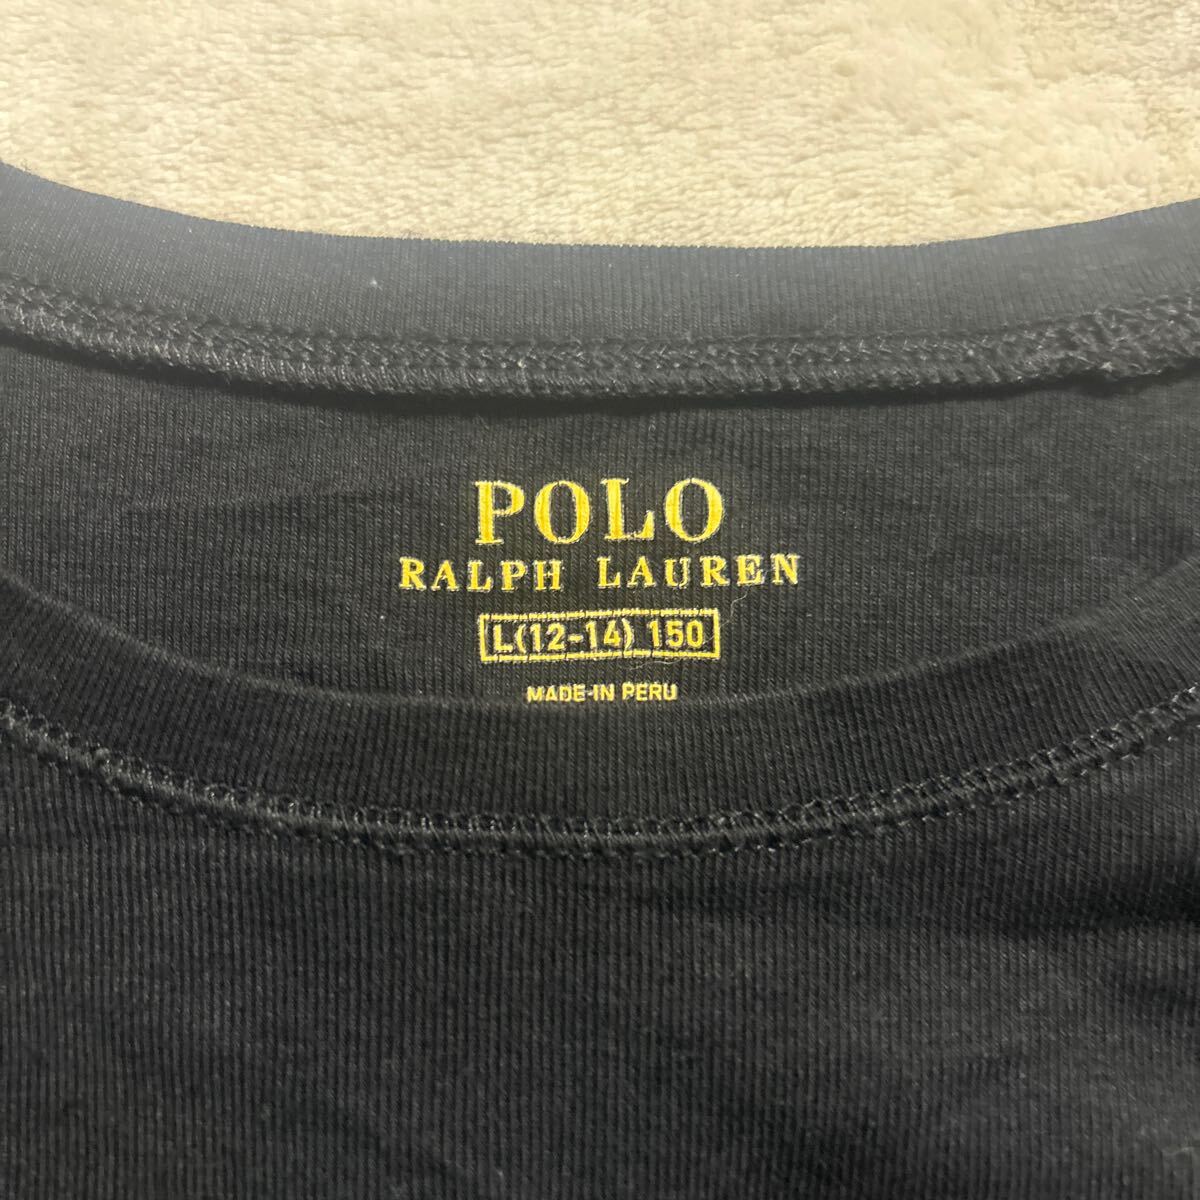 POLO
RALPH LAUREN
L(12-14) 150
MADE-IN PERU